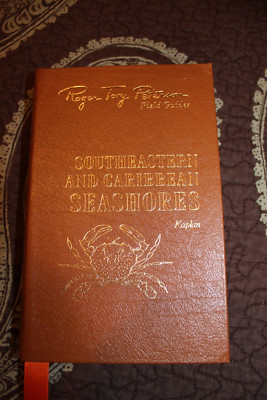 Roger Tory Peterson
Field Guides
SOUTHEASTERN
AND CARIBBEAN
SEASHORES
Kaplan